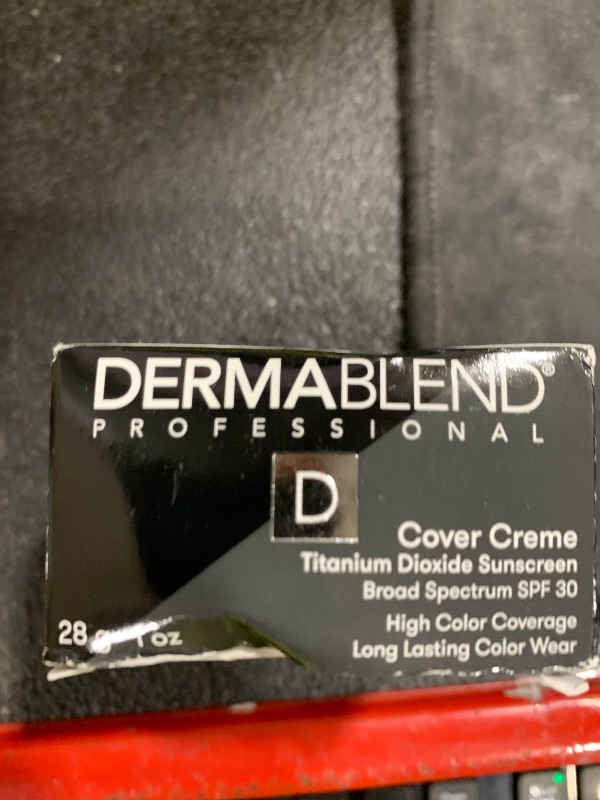 DERMABLEND®
PROFESSIONAL
D
Cover Creme
Titanium Dioxide Sunscreen
Broad Spectrum SPF 30
High Color Coverage
Long Lasting Color Wear
28 g 1 oz